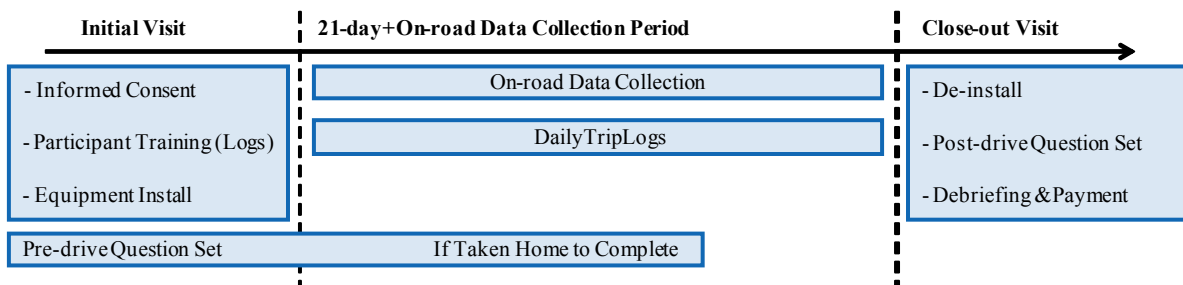 Initial Visit
21-day+On-road Data Collection Period
Close-out Visit
- Informed Consent
- Participant Training (Logs)
- Equipment Install
On-road Data Collection
DailyTripLogs
- De-install
- Post-drive Question Set
- Debriefing & Payment
Pre-drive Question Set
If Taken Home to Complete